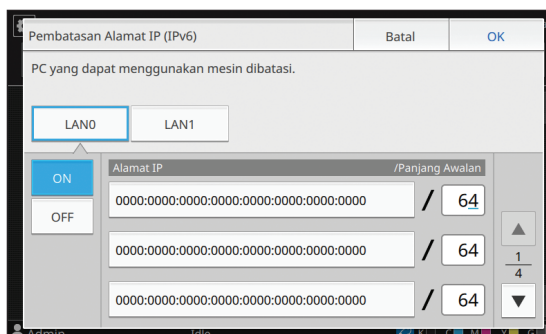 Pembatasan Alamat IP (IPv6) Batal OK
PC yang dapat menggunakan mesin dibatasi.
LAN0 LAN1
ON
OFF
Alamat IP /Panjang Awalan
0000:0000:0000:0000:0000:0000:0000:0000 / 64
0000:0000:0000:0000:0000:0000:0000:0000 / 64
0000:0000:0000:0000:0000:0000:0000:0000 / 64
1
4
Admin Idle K C M Y G